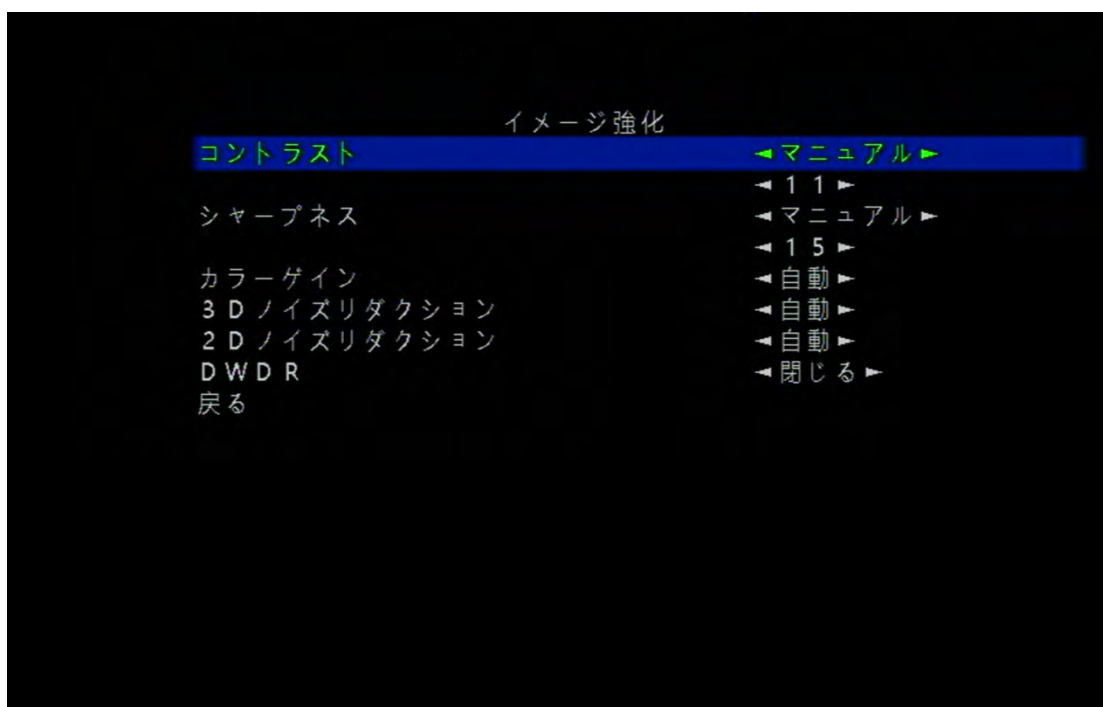 イメージ強化
コントラスト ◄マニュアル►
◄11►
シャープネス ◄マニュアル►
◄15►
カラーゲイン ◄自動►
3Dノイズリダクション ◄自動►
2Dノイズリダクション ◄自動►
DWDR ◄閉じる►
戻る